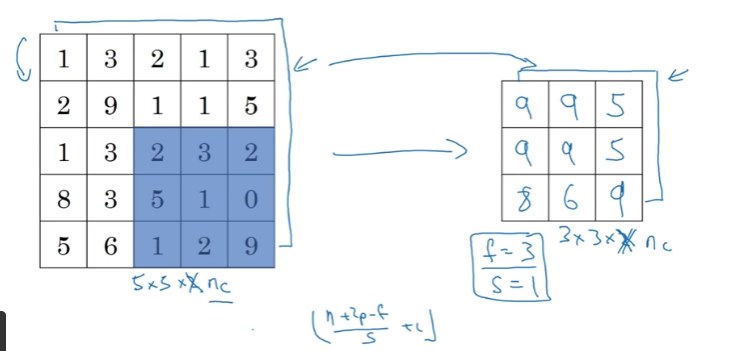 1 3 2 1 3
2 9 1 1 5
1 3 2 3 2
8 3 5 1 0
5 6 1 2 9
5×5 × nc
9 9 5
9 9 5
8 6 9
3×3× nc
f=3
s=1
(n+2p-f
s
+1]